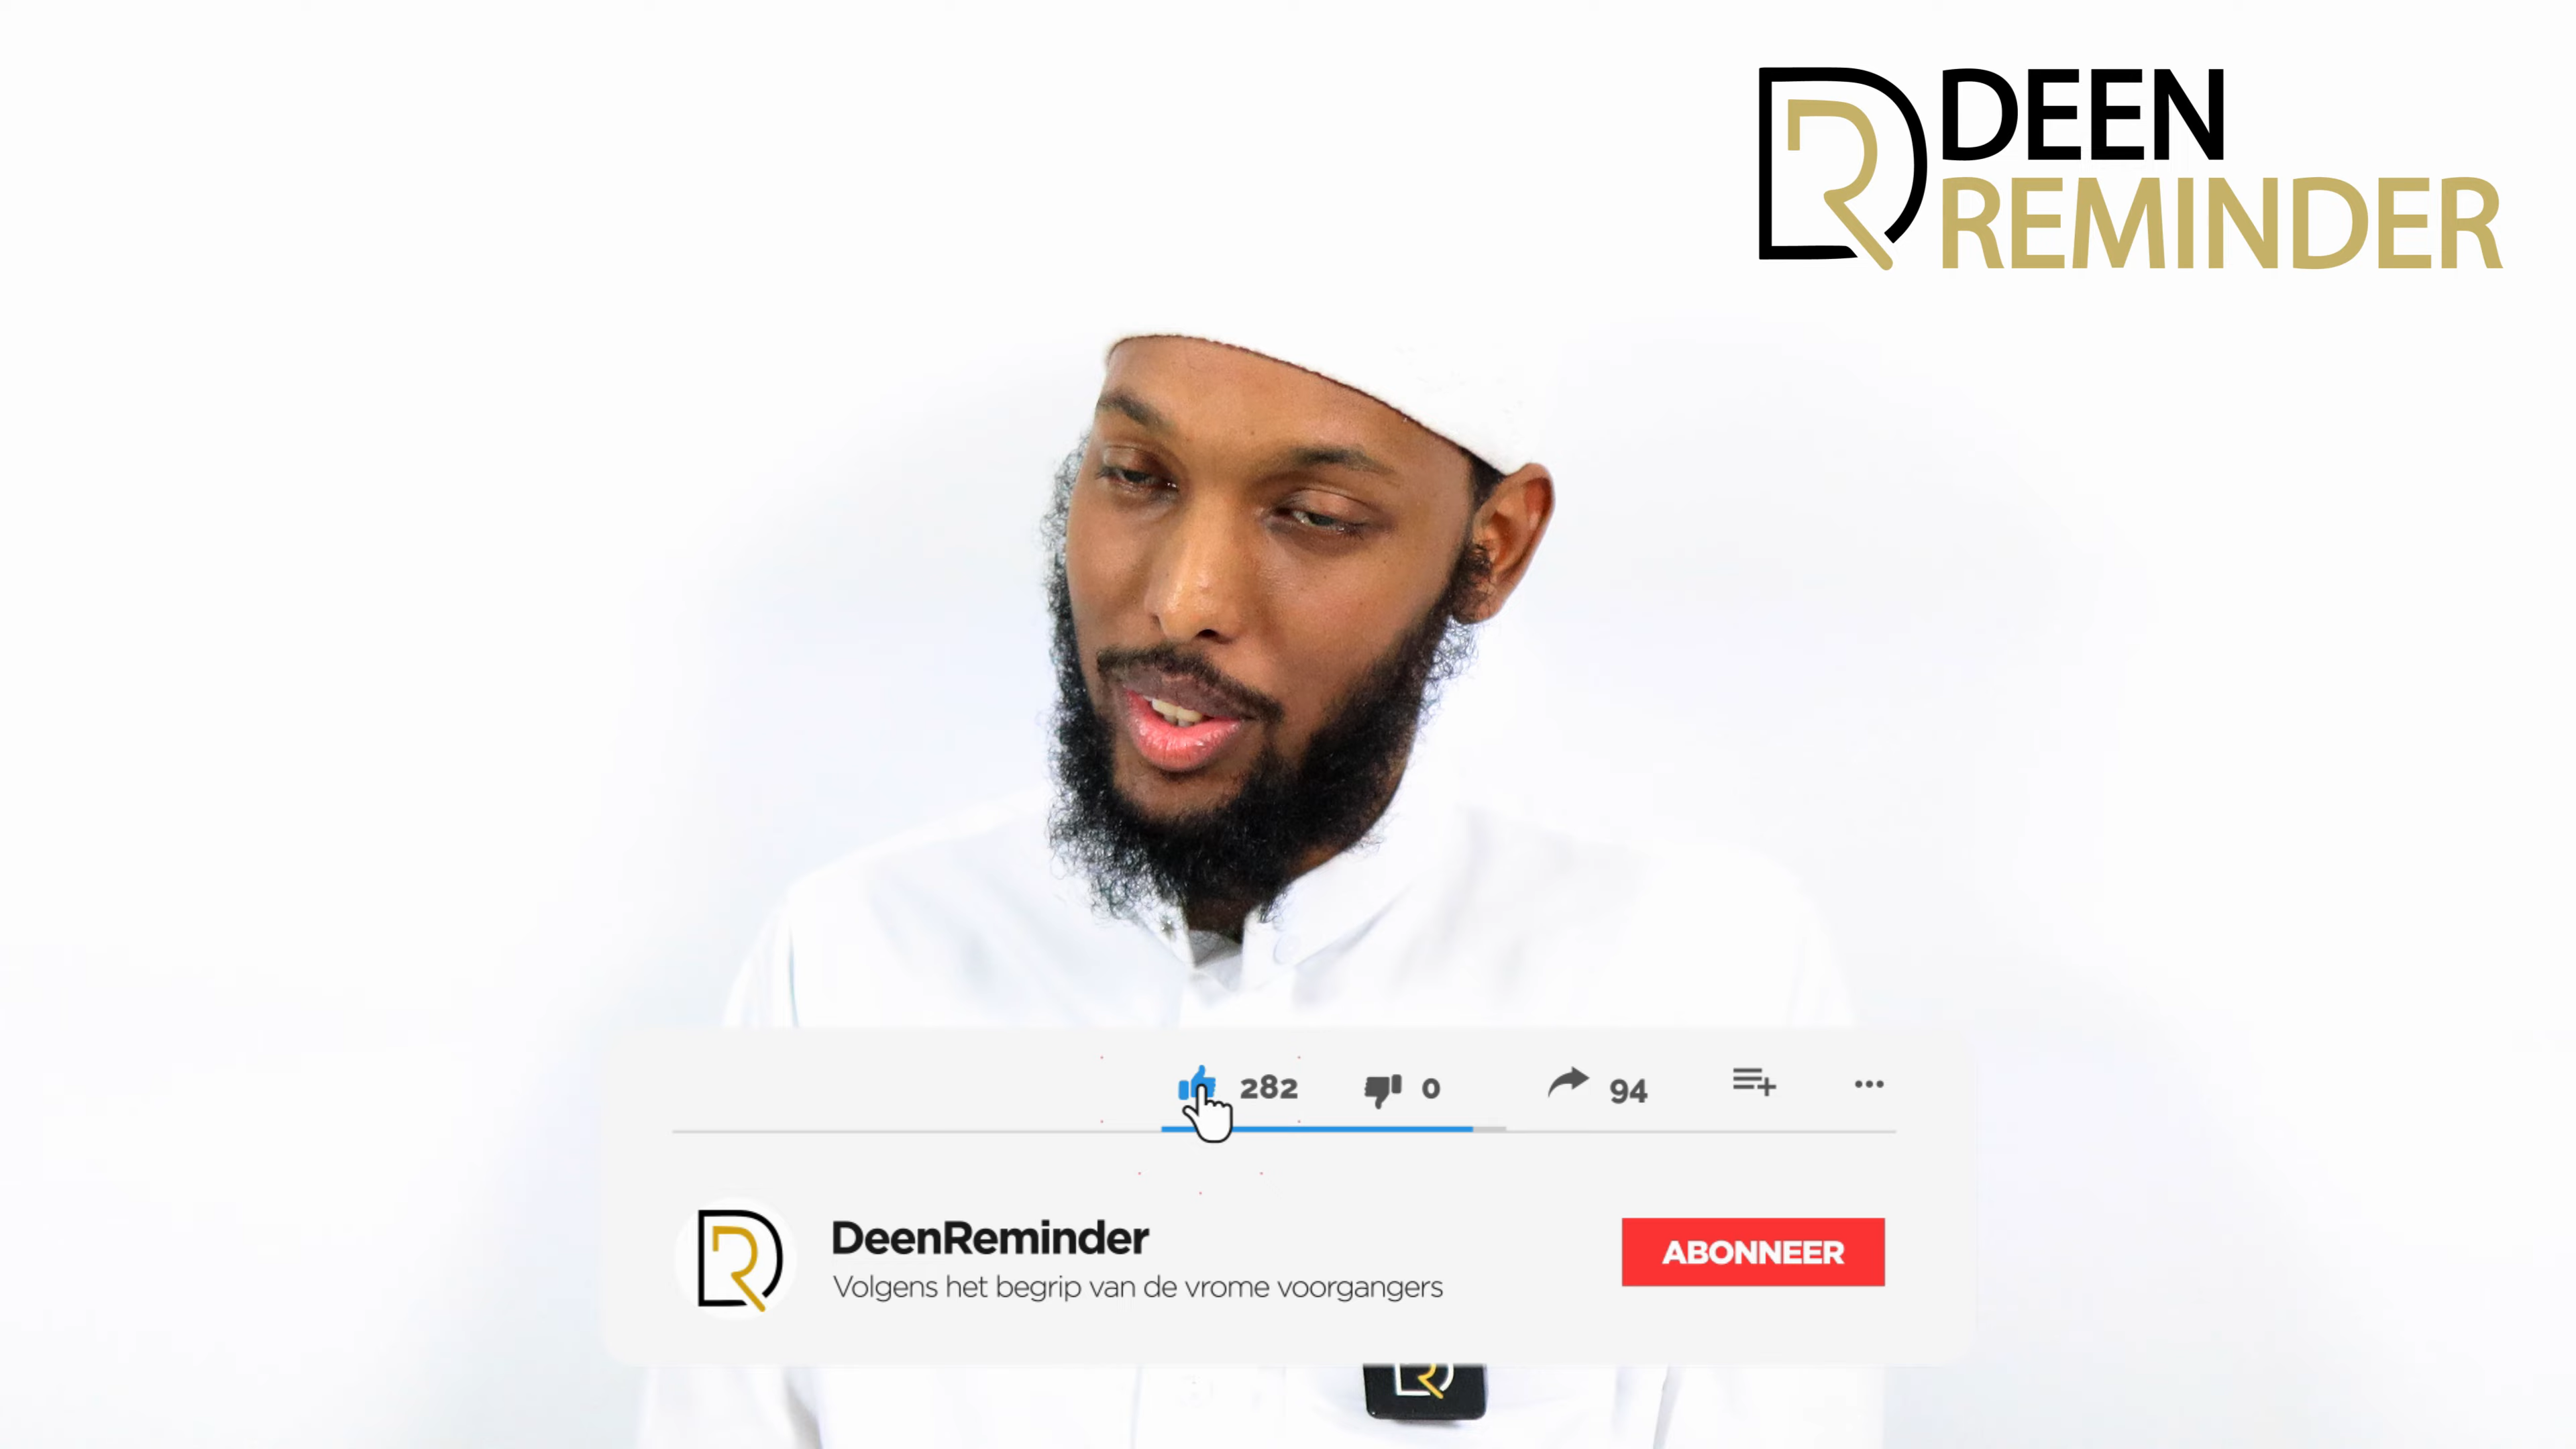 DEEN
REMINDER
282 0 94
DeenReminder
Volgens het begrip van de vrome voorgangers
ABONNEER